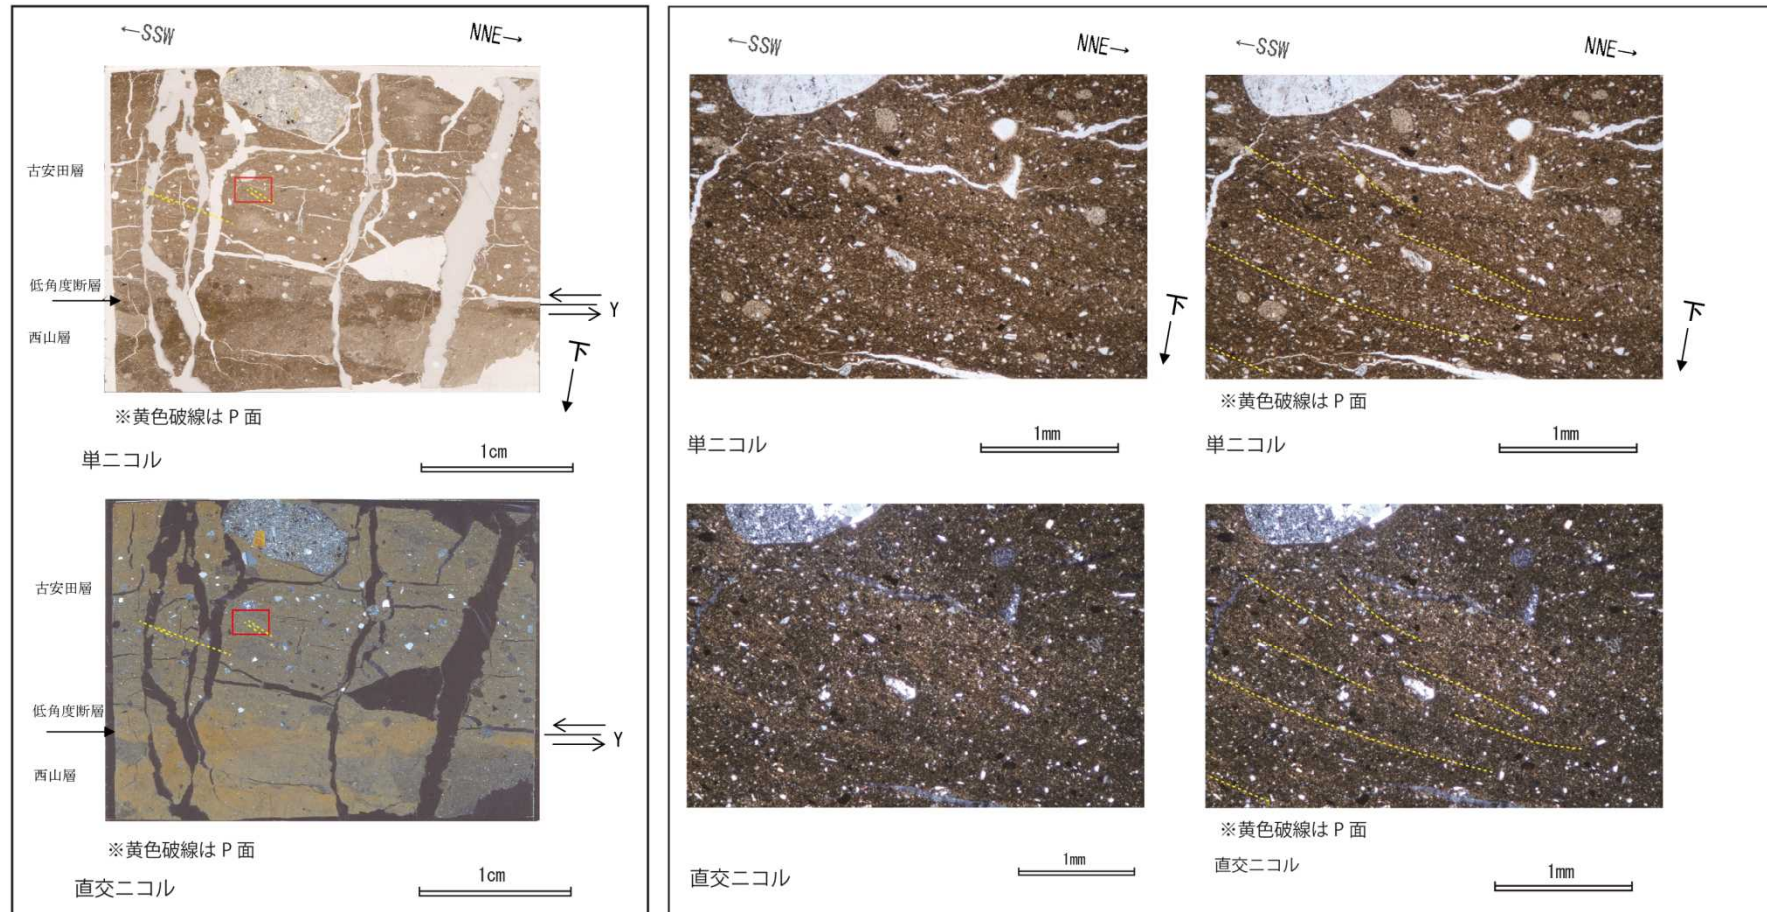 ←SSW
NNE→
古安田層
低角度断層
西山層
Y
下
※黄色破線は P 面
単ニコル
1cm
古安田層
低角度断層
西山層
Y
※黄色破線は P 面
直交ニコル
1cm
←SSW
NNE→
←SSW
NNE→
下
下
※黄色破線は P 面
単ニコル
1mm
単ニコル
1mm
※黄色破線は P 面
直交ニコル
1mm
直交ニコル
1mm